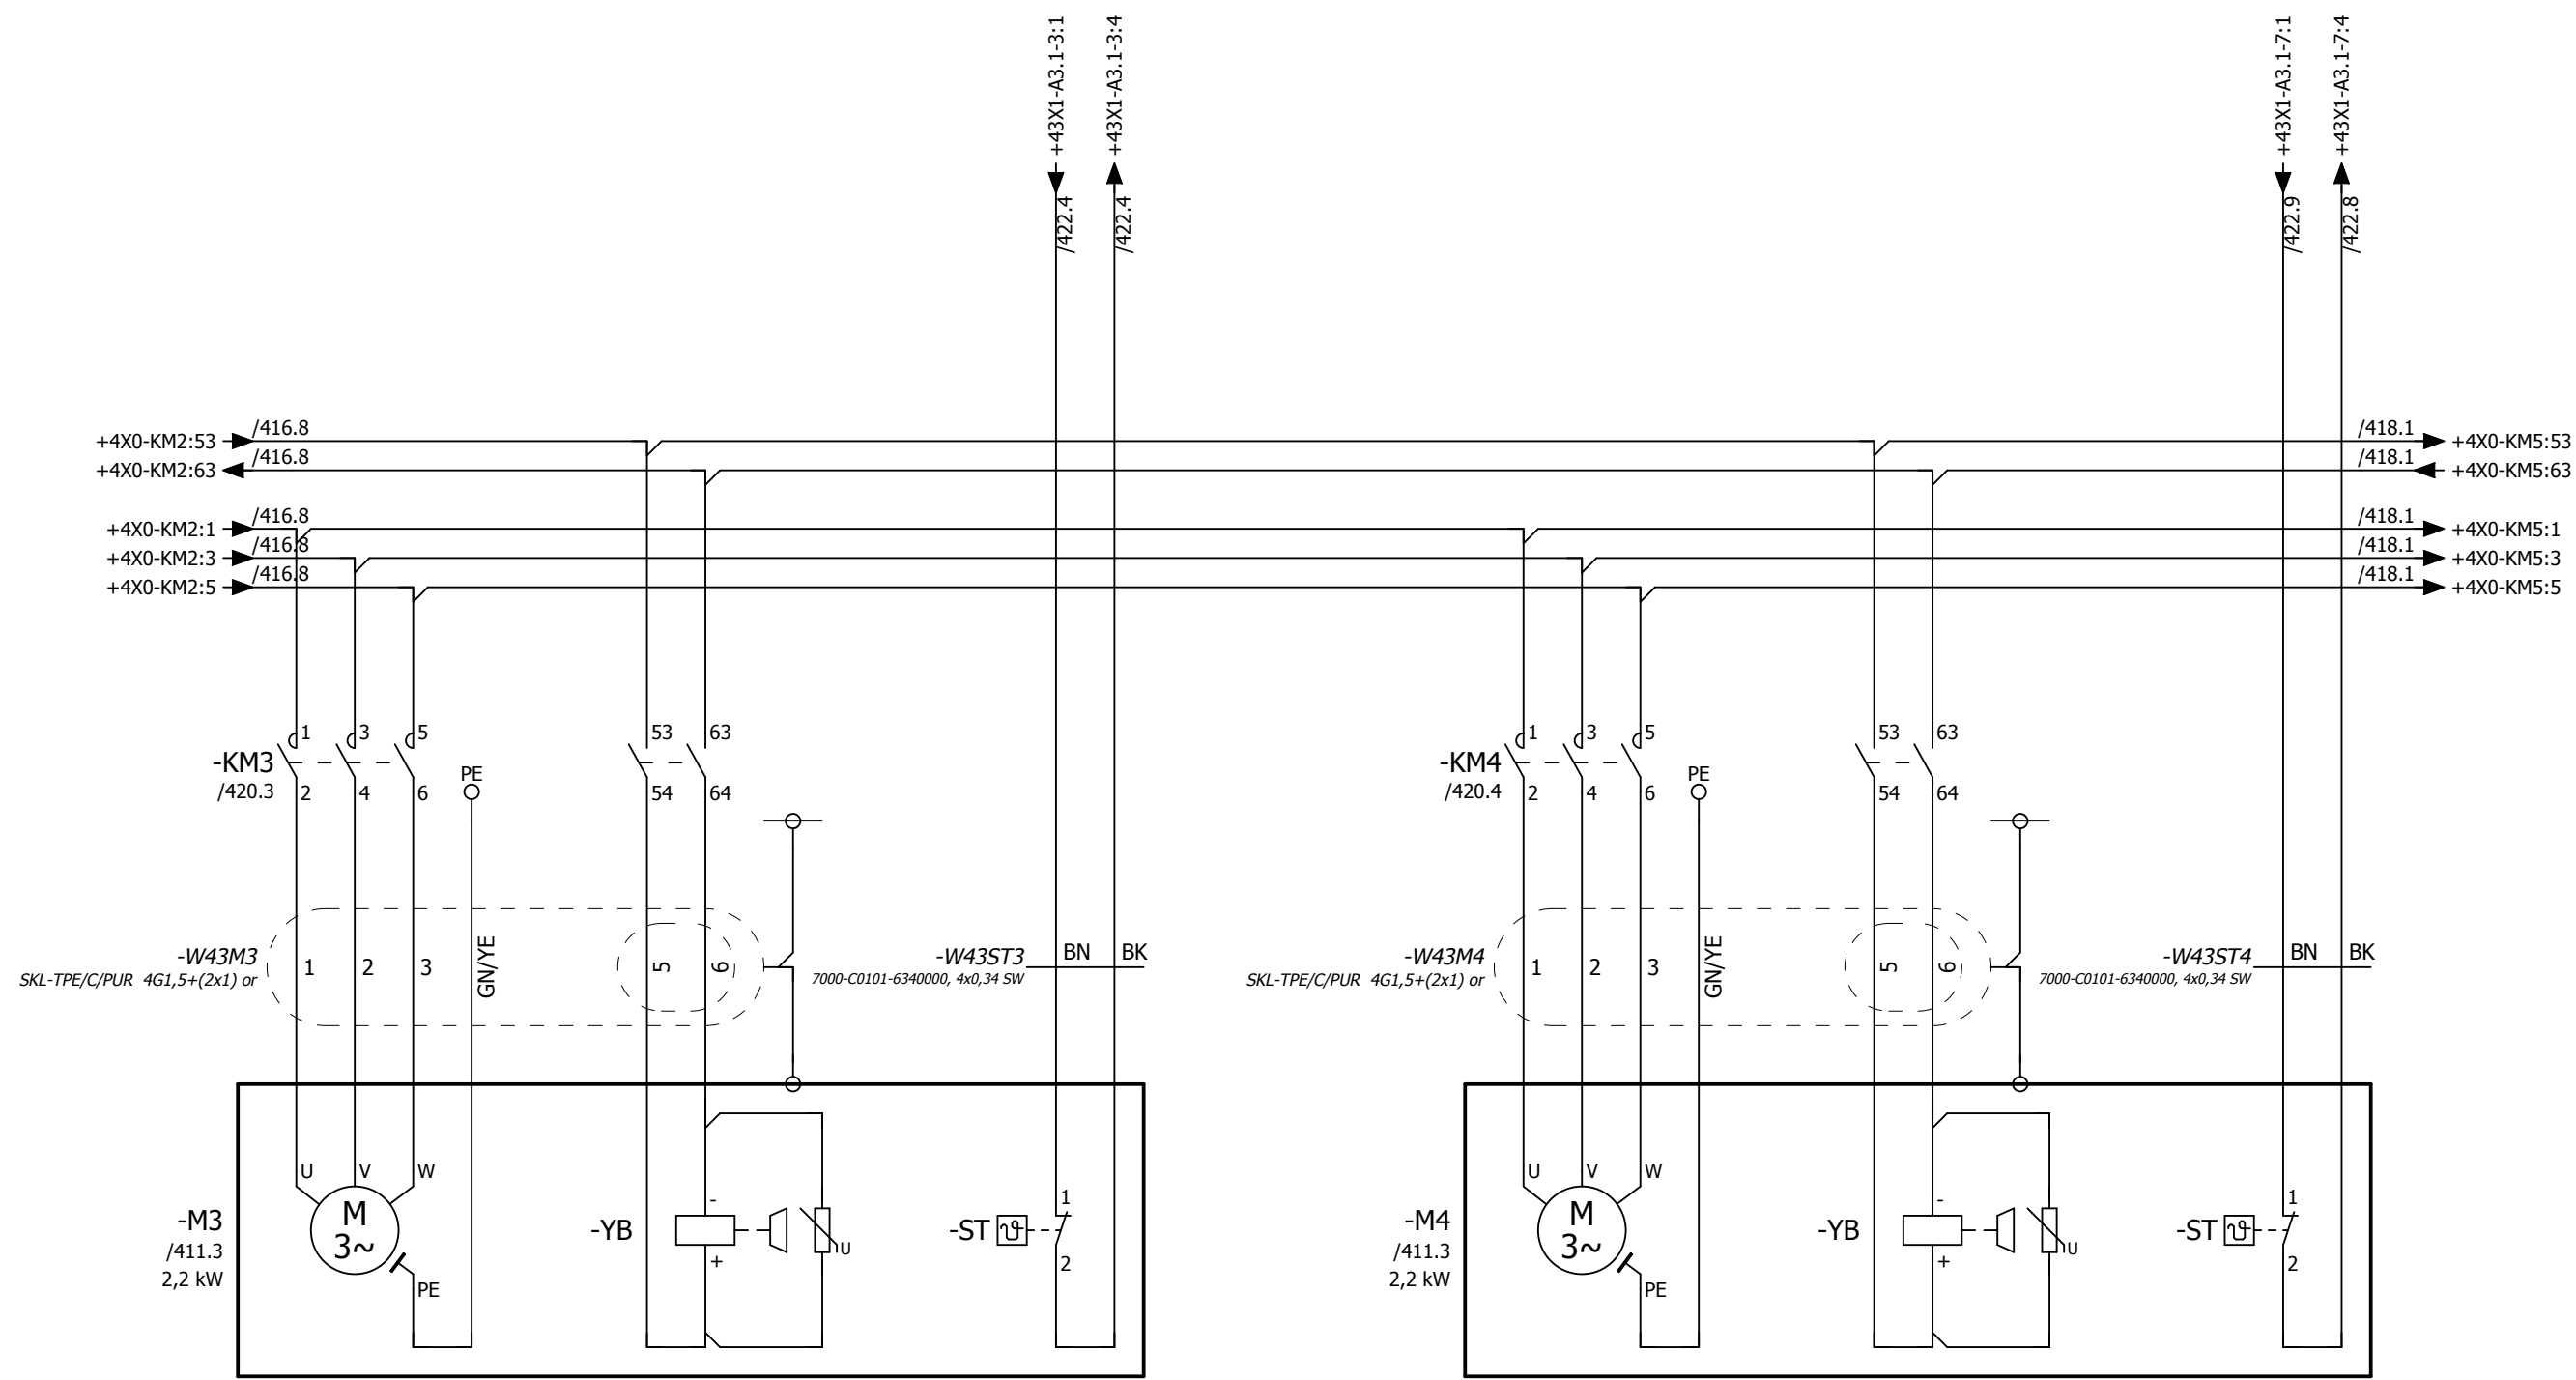 +43X1-A3.1-3:1
+43X1-A3.1-3:4
+43X1-A3.1-7:1
+43X1-A3.1-7:4
/422.4
/422.4
/422.9
/422.8
+4X0-KM2:53
/416.8
/418.1
+4X0-KM5:53
+4X0-KM2:63
/416.8
/418.1
+4X0-KM5:63
+4X0-KM2:1
/416.8
/418.1
+4X0-KM5:1
+4X0-KM2:3
/416.8
/418.1
+4X0-KM5:3
+4X0-KM2:5
/416.8
/418.1
+4X0-KM5:5
1
3
5
53
63
-KM3
/420.3
PE
2
4
6
54
64
1
3
5
53
63
-KM4
/420.4
PE
2
4
6
54
64
-W43M3
SKL-TPE/C/PUR 4G1,5+(2x1) or
1
2
3
GN/YE
5
6
-W43ST3
7000-C0101-6340000, 4x0,34 SW
BN
BK
-W43M4
SKL-TPE/C/PUR 4G1,5+(2x1) or
1
2
3
GN/YE
5
6
-W43ST4
7000-C0101-6340000, 4x0,34 SW
BN
BK
U
V
W
-M3
/411.3
2,2 kW
M
3~
PE
-YB
-
+
U
-ST
1
2
U
V
W
-M4
/411.3
2,2 kW
M
3~
PE
-YB
-
+
U
-ST
1
2